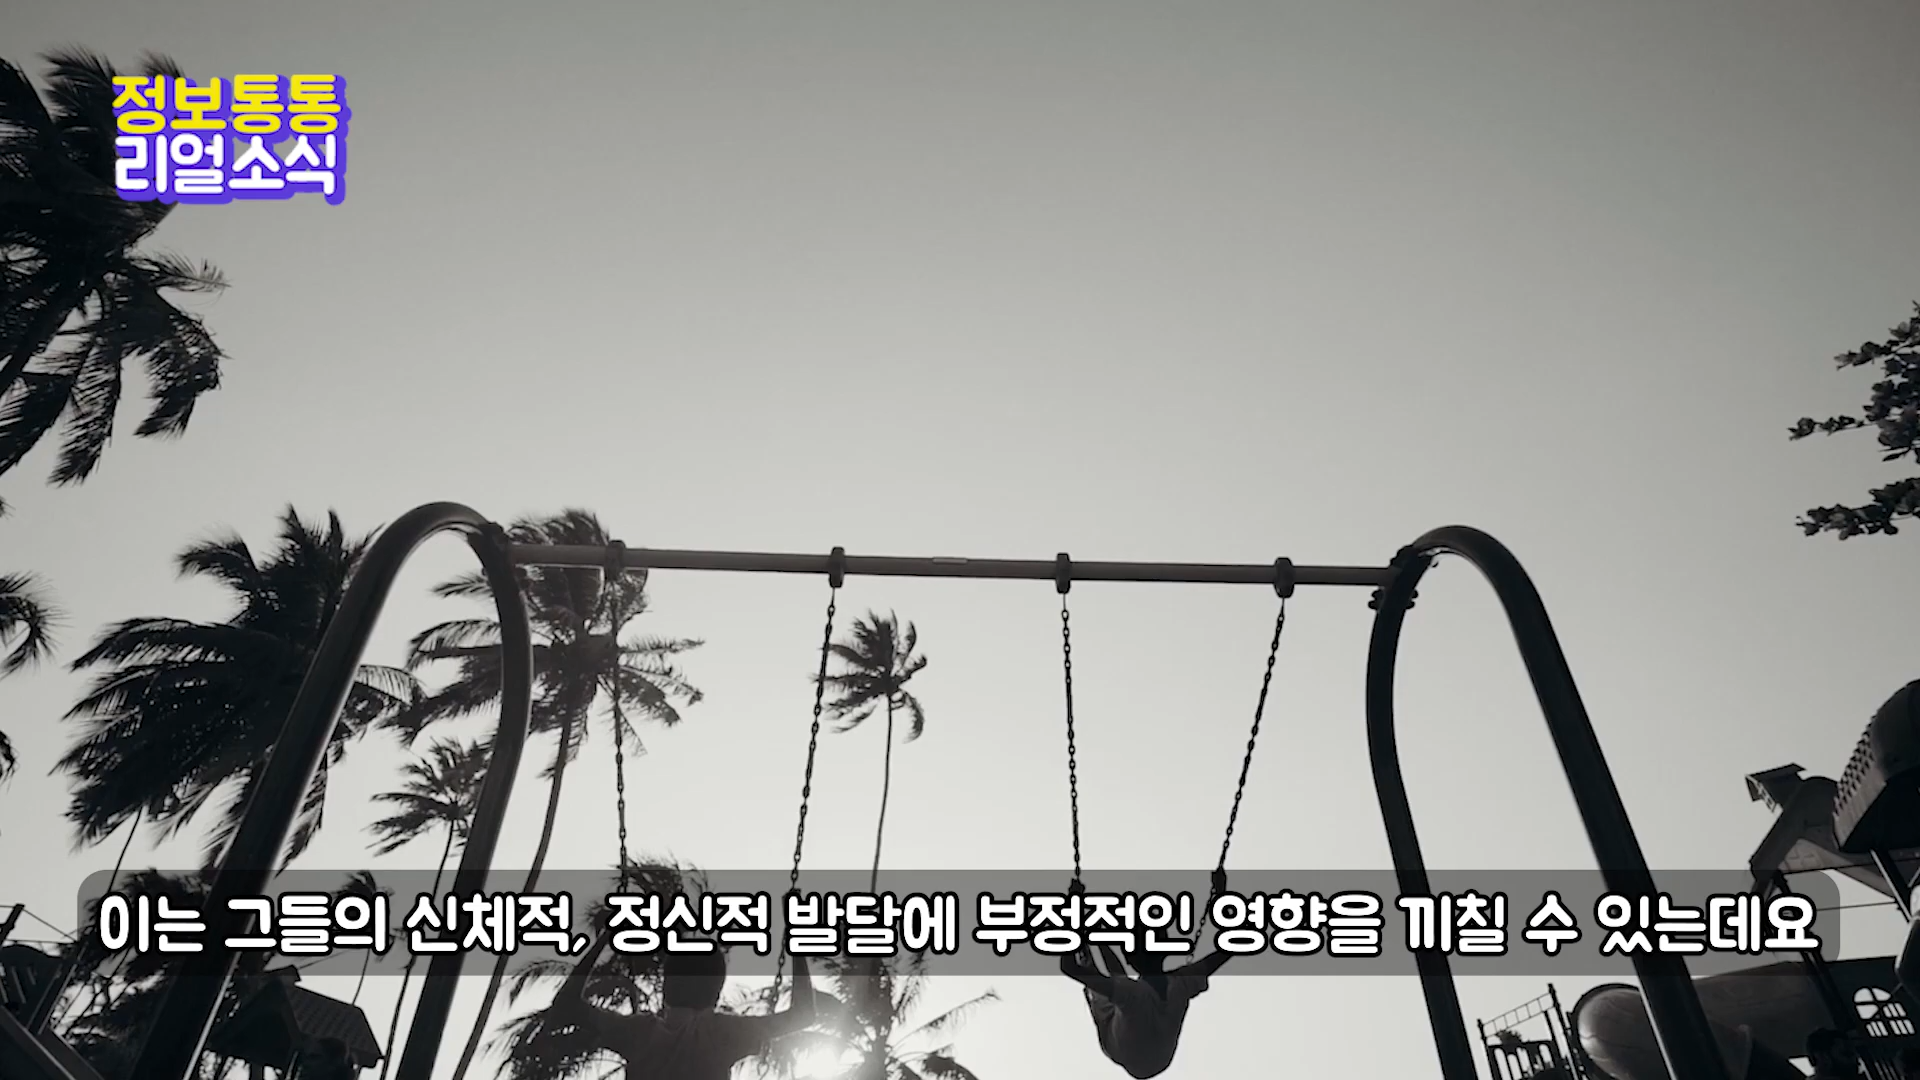 정보통통
리얼소식
이는 그들의 신체적, 정신적 발달에 부정적인 영향을 끼칠 수 있는데요